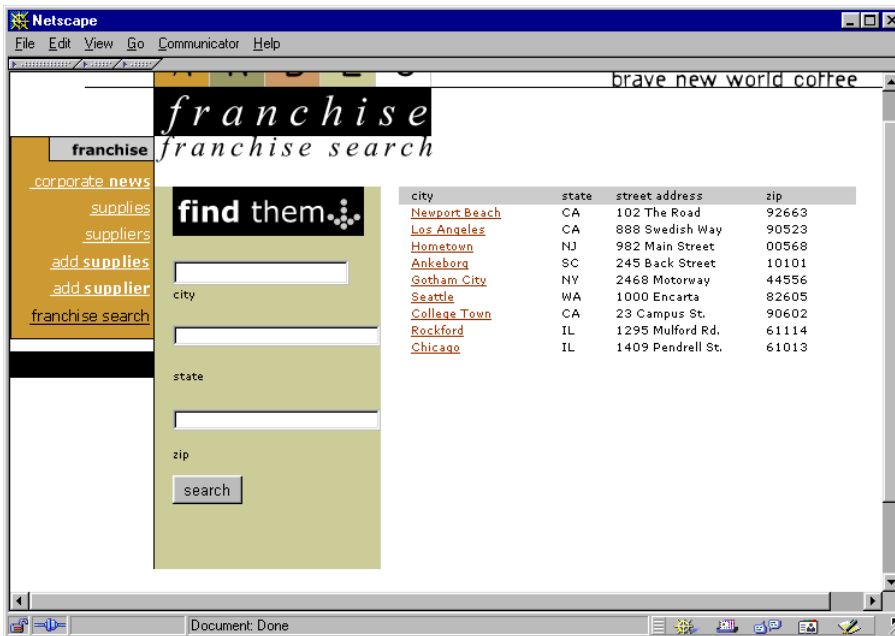 Netscape
File Edit View Go Communicator Help
brave new world coffee
franchise
franchise search
franchise
corporate news
supplies
suppliers
add supplies
add supplier
franchise search
find them
city
state
zip
search
city state street address zip
Newport Beach CA 102 The Road 92663
Los Angeles CA 888 Swedish Way 90523
Hometown NJ 982 Main Street 00568
Ankeborg SC 245 Back Street 10101
Gotham City NY 2468 Motorway 44556
Seattle WA 1000 Encarta 82605
College Town CA 23 Campus St. 90602
Rockford IL 1295 Mulford Rd. 61114
Chicago IL 1409 Pendrell St. 61013
Document: Done